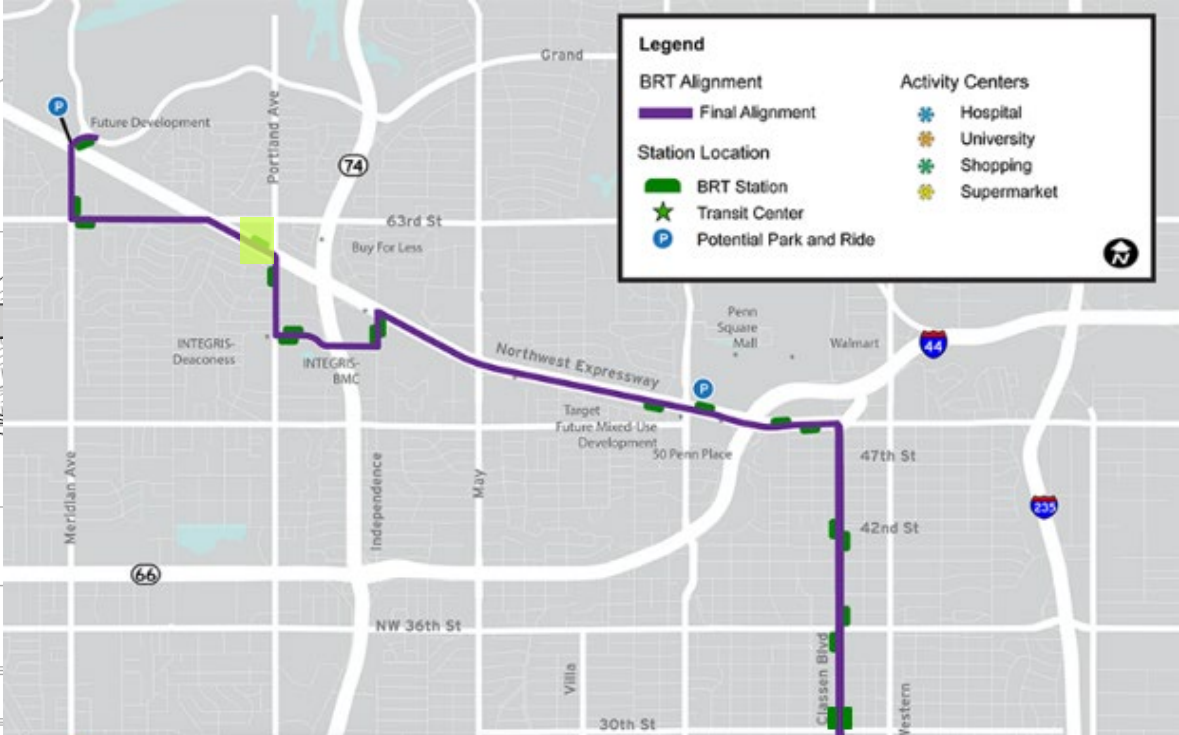 Grand
Legend
BRT Alignment
Final Alignment
Station Location
BRT Station
Transit Center
P
Potential Park and Ride
Activity Centers
Hospital
University
Shopping
Supermarket
N
P
Future Development
Portland Ave
74
63rd St
Buy For Less
INTEGRIS-
Deaconess
INTEGRIS-
BMC
Northwest Expressway
Penn
Square
Mall
Walmart
44
P
Target
Future Mixed-Use
Development
50 Penn Place
47th St
Meridian Ave
Independence
May
235
42nd St
66
NW 36th St
Villa
Classen Blvd
Western
30th St